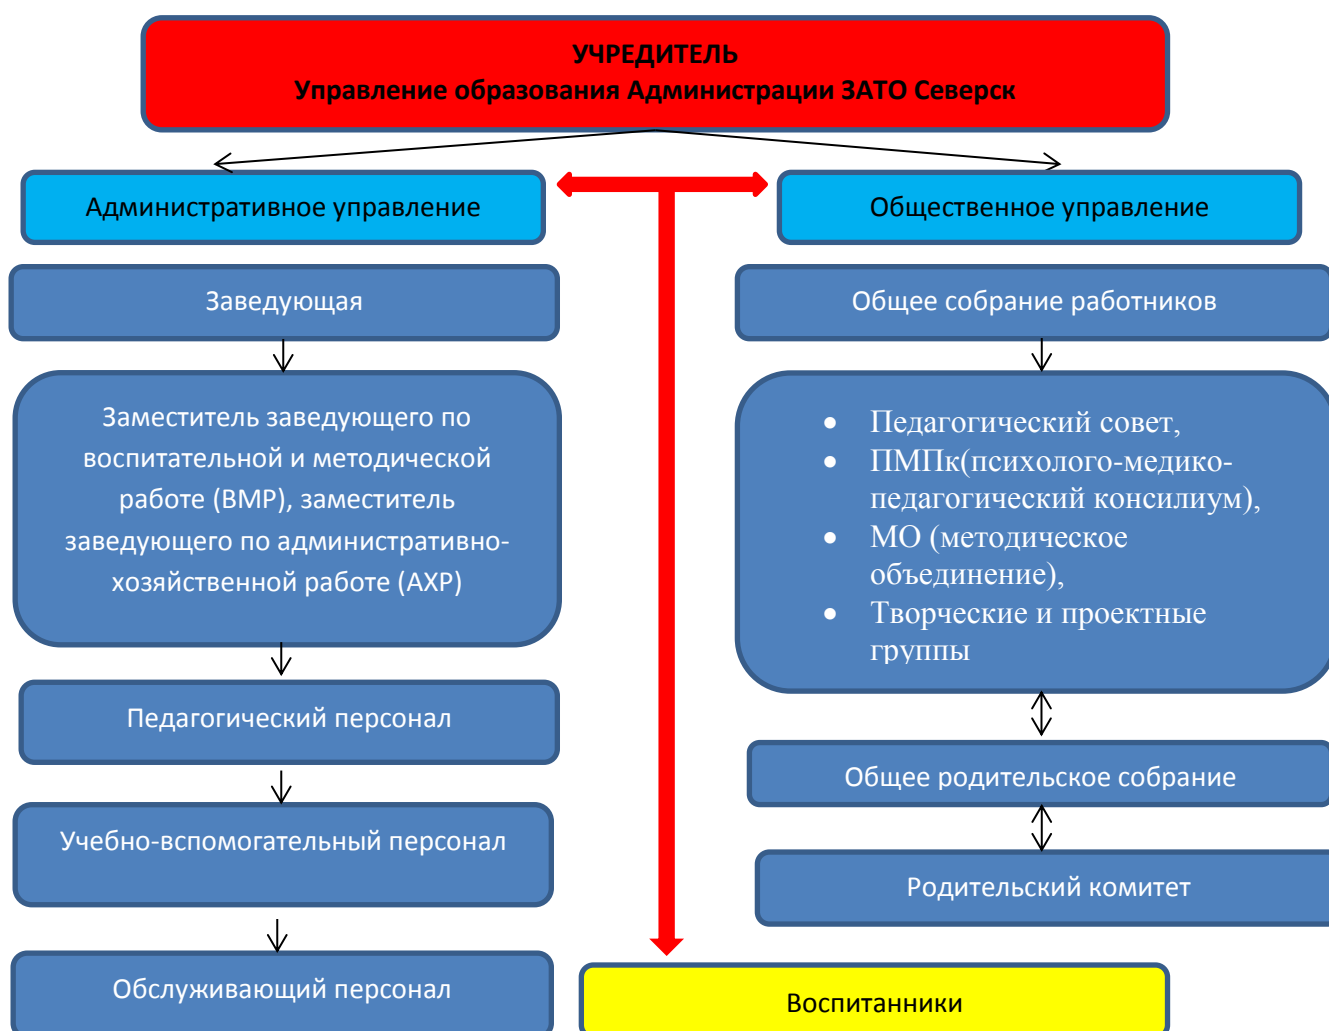 УЧРЕДИТЕЛЬ
Управление образования Администрации ЗАТО Северск
Административное управление
Общественное управление
Заведующая
Общее собрание работников
Заместитель заведующего по
воспитательной и методической
работе (ВМР), заместитель
заведующего по административно-
хозяйственной работе (АХР)
• Педагогический совет,
• ПМПк(психолого-медико-
педагогический консилиум),
• МО (методическое
объединение),
• Творческие и проектные
группы
Педагогический персонал
Общее родительское собрание
Учебно-вспомогательный персонал
Родительский комитет
Обслуживающий персонал
Воспитанники